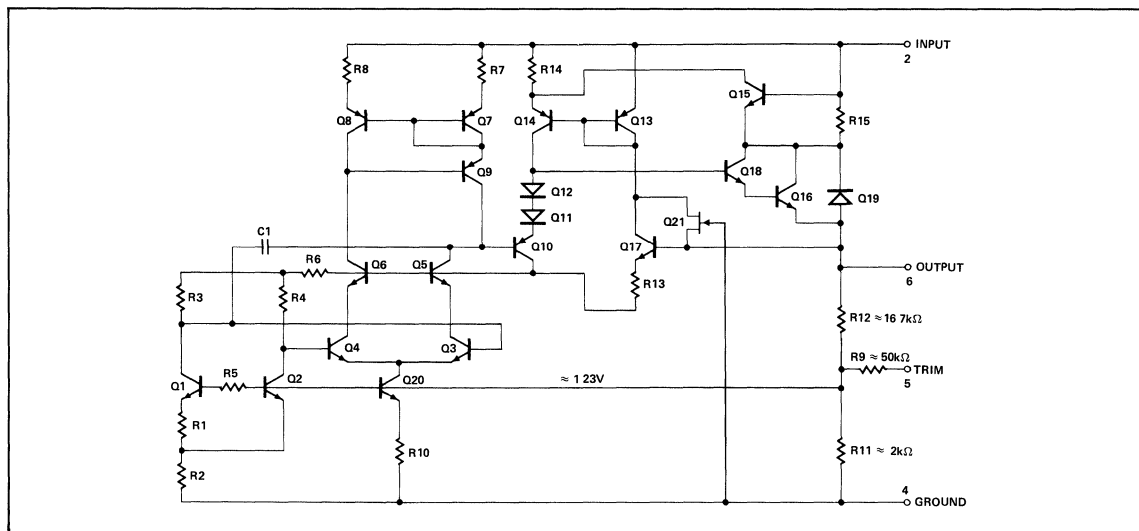 INPUT
2
R8
R7
R14
Q15
R15
Q8
Q7
Q14
Q13
Q9
Q18
Q16
Q19
Q12
Q11
Q21
C1
Q10
Q17
R6
Q6
Q5
R13
OUTPUT
6
R3
R4
R12 ≈ 16 7kΩ
Q4
Q3
R9 ≈ 50kΩ
TRIM
5
Q1
R5
Q2
Q20
≈ 1 23V
R1
R10
R11 ≈ 2kΩ
R2
4
GROUND